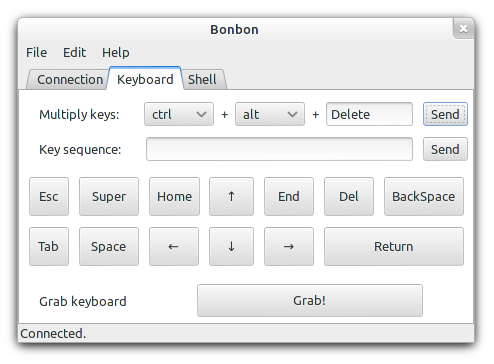 Bonbon
File Edit Help
Connection Keyboard Shell
Multiply keys: ctrl + alt + Delete Send
Key sequence: Send
Esc Super Home ↑ End Del BackSpace
Tab Space ← ↓ → Return
Grab keyboard Grab!
Connected.